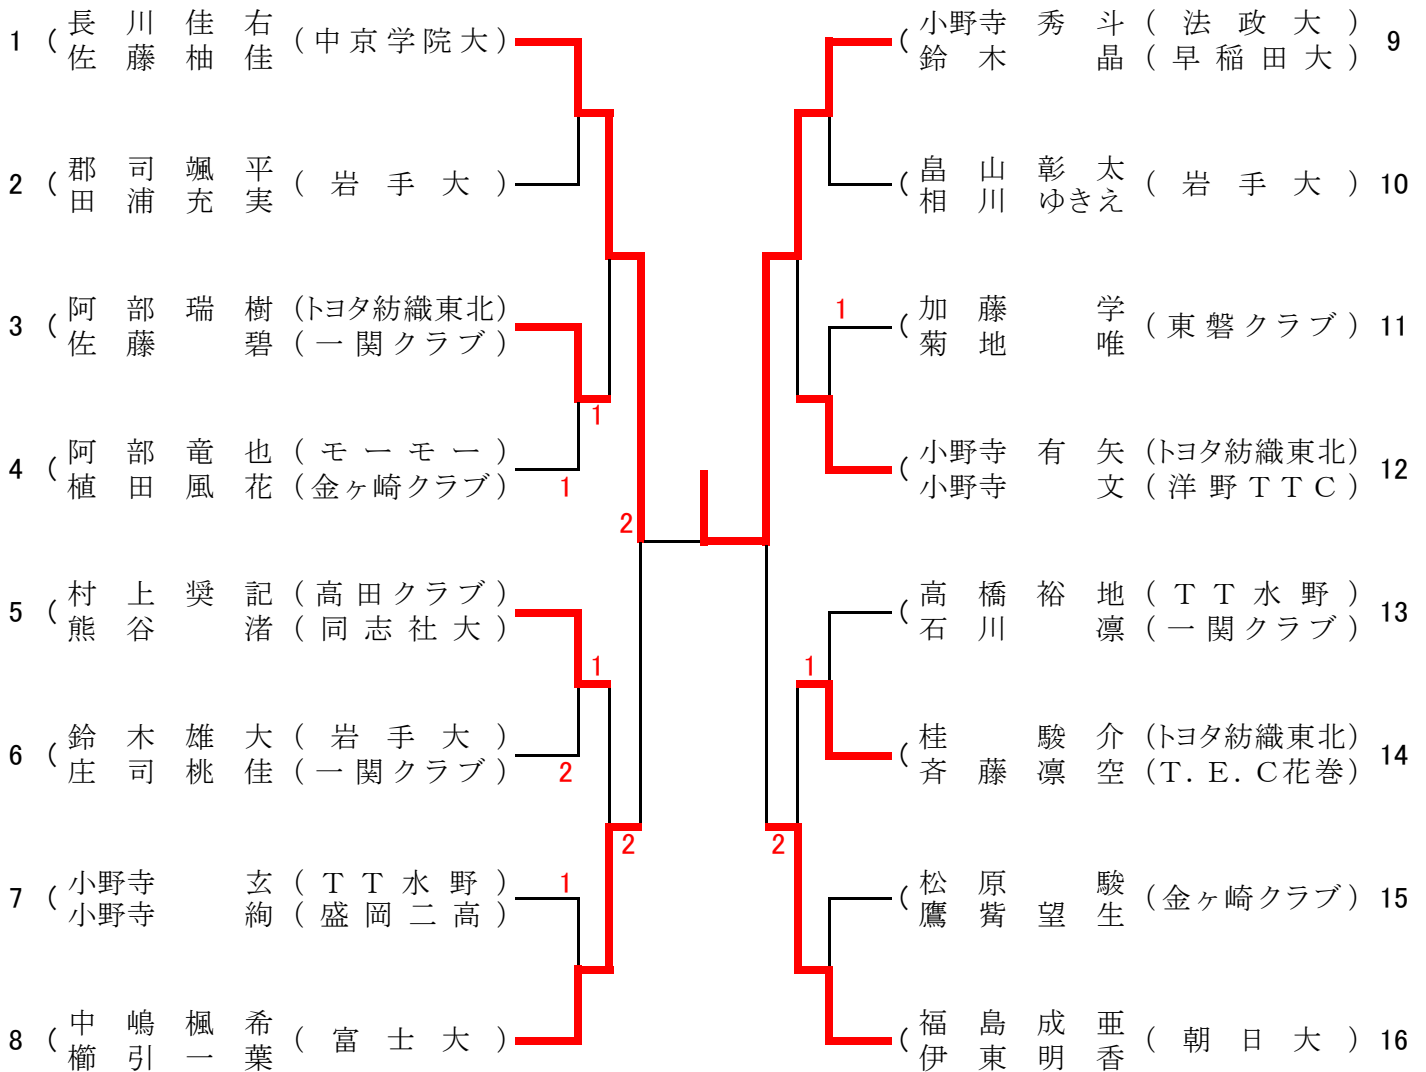 1 ( 長川佳右 (中京学院大)
佐藤柚佳
2 ( 郡司颯平 (岩手大)
田浦充実
3 ( 阿部瑞樹 (トヨタ紡織東北)
佐藤碧 (一関クラブ)
1
4 ( 阿部竜也 (モーモー)
植田風花 (金ヶ崎クラブ)
1
2
5 ( 村上奨記 (高田クラブ)
熊谷渚 (同志社大)
1
6 ( 鈴木雄大 (岩手大)
庄司桃佳 (一関クラブ)
2
2
7 ( 小野寺玄 (TT水野)
小野寺絢 (盛岡二高)
1
8 ( 中嶋楓希 (富士大)
櫛引一葉
( 小野寺秀斗 (法政大) 9
鈴木晶 (早稲田大)
( 畠山彰太 (岩手大) 10
相川ゆきえ
1
( 加藤学 (東磐クラブ) 11
菊地唯
( 小野寺有矢 (トヨタ紡織東北) 12
小野寺文 (洋野TTC)
( 高橋裕地 (TT水野) 13
石川凛 (一関クラブ)
1
( 桂駿介 (トヨタ紡織東北) 14
斉藤凛空 (T.E.C花巻)
2
( 松原駿 (金ヶ崎クラブ) 15
鷹觜望生
( 福島成亜 (朝日大) 16
伊東明香